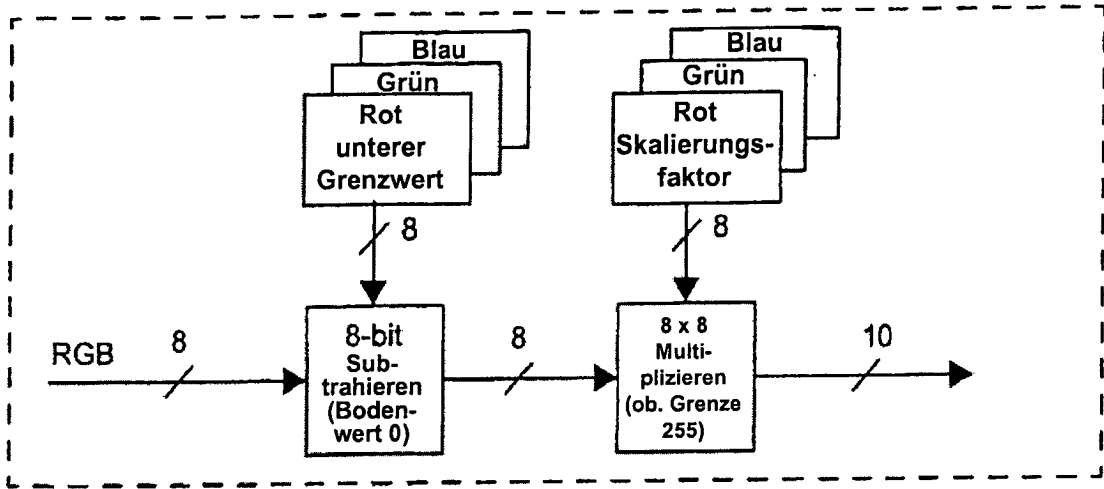 Blau
Grün
Rot
unterer
Grenzwert
8
Blau
Grün
Rot
Skalierungs-
faktor
8
RGB
8
8-bit
Sub-
trahieren
(Boden-
wert 0)
8
8 x 8
Multi-
plizieren
(ob. Grenze
255)
10